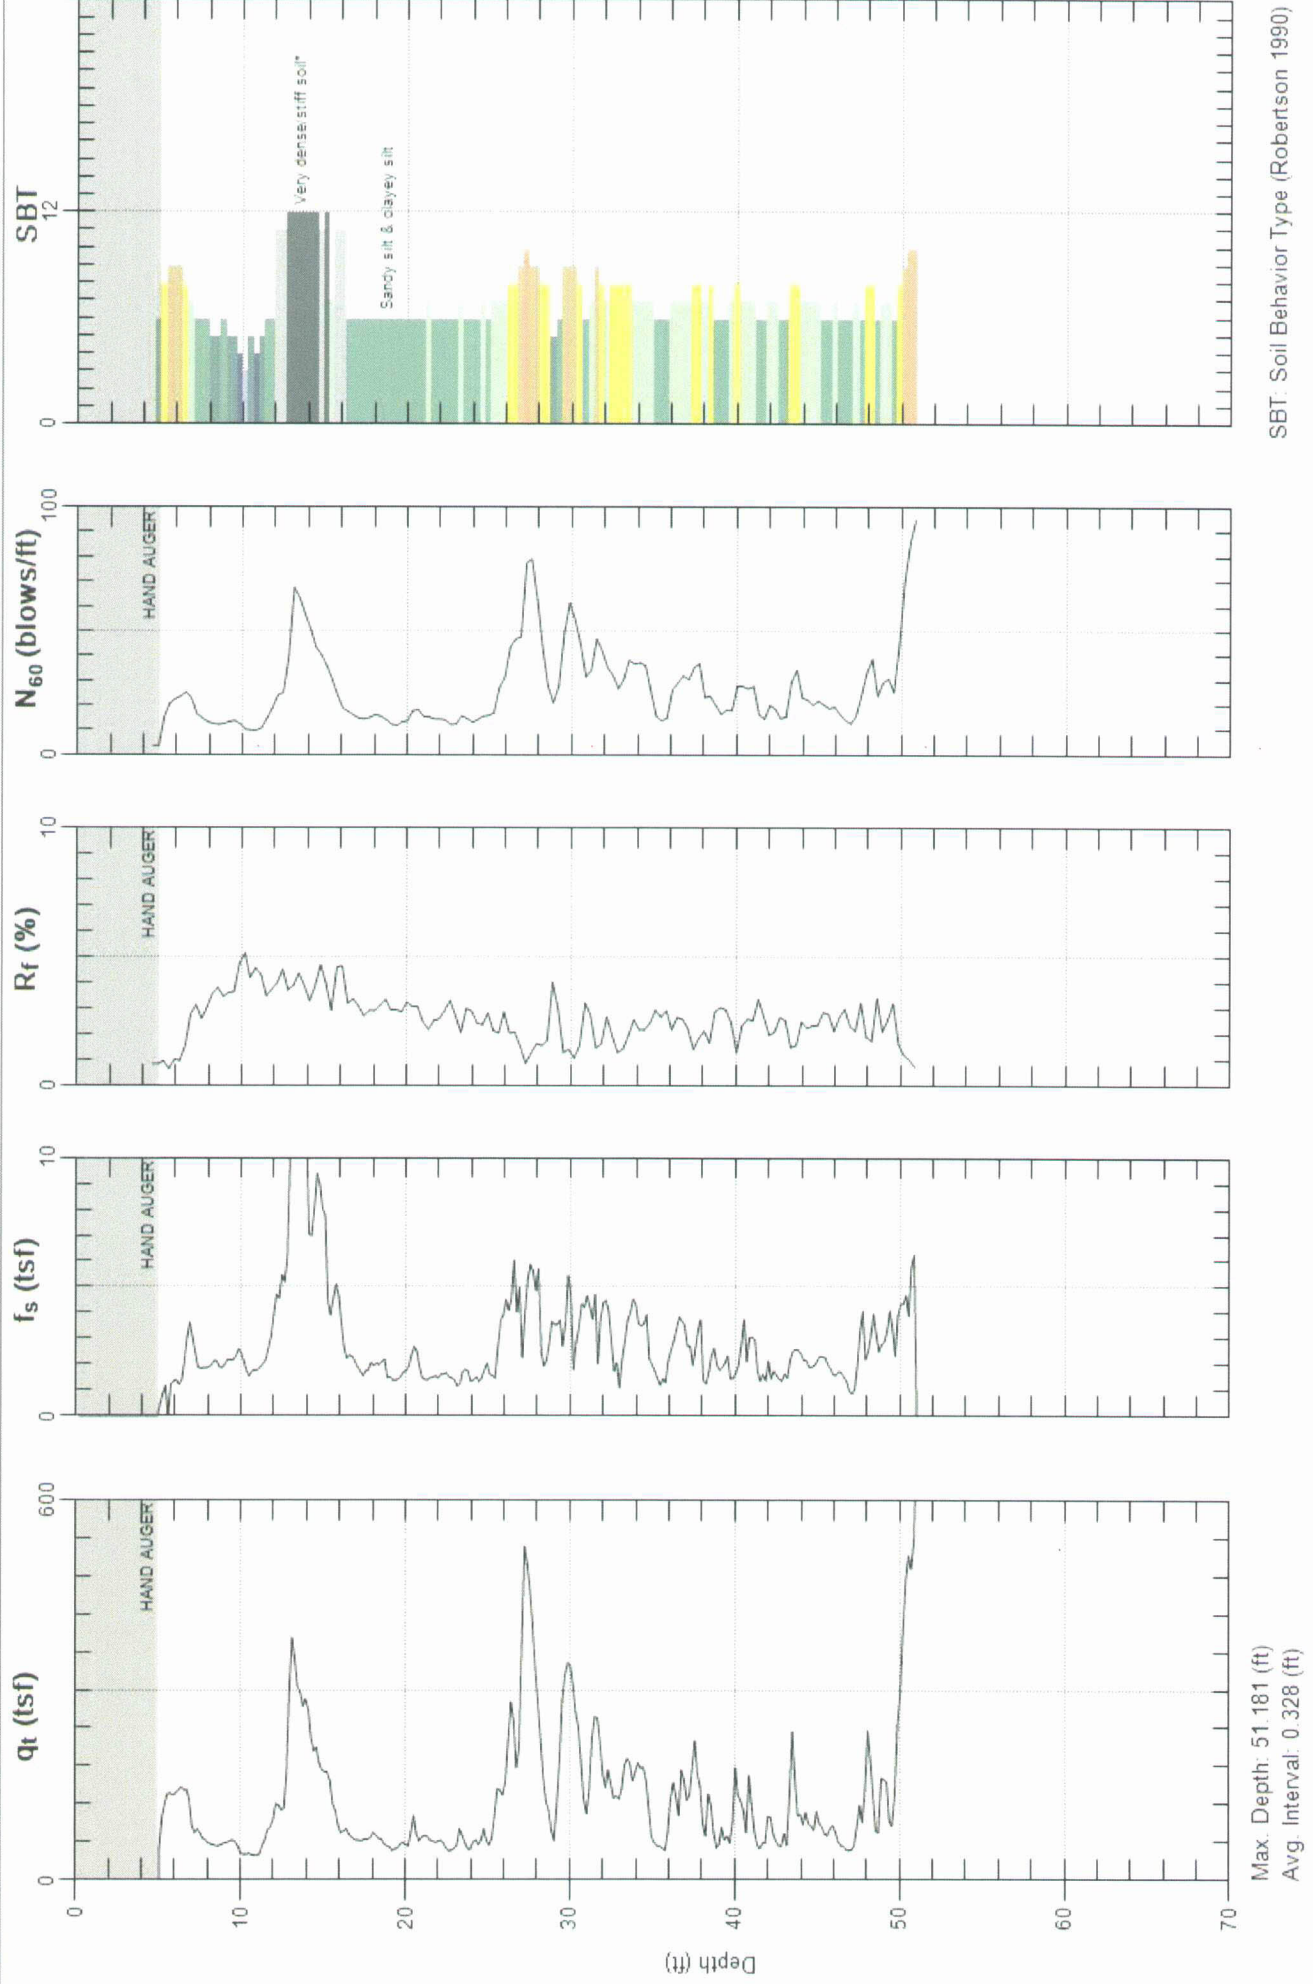 qt (tsf)
0
600
HAND AUGER
fs (tsf)
0
10
HAND AUGER
Rf (%)
0
10
HAND AUGER
N60 (blows/ft)
0
100
HAND AUGER
SBT
0
12
Very dense/stiff soil*
Sandy silt & clayey silt
Depth (ft)
0
10
20
30
40
50
60
70
Max. Depth: 51.181 (ft)
Avg. Interval: 0.328 (ft)
SBT: Soil Behavior Type (Robertson 1990)